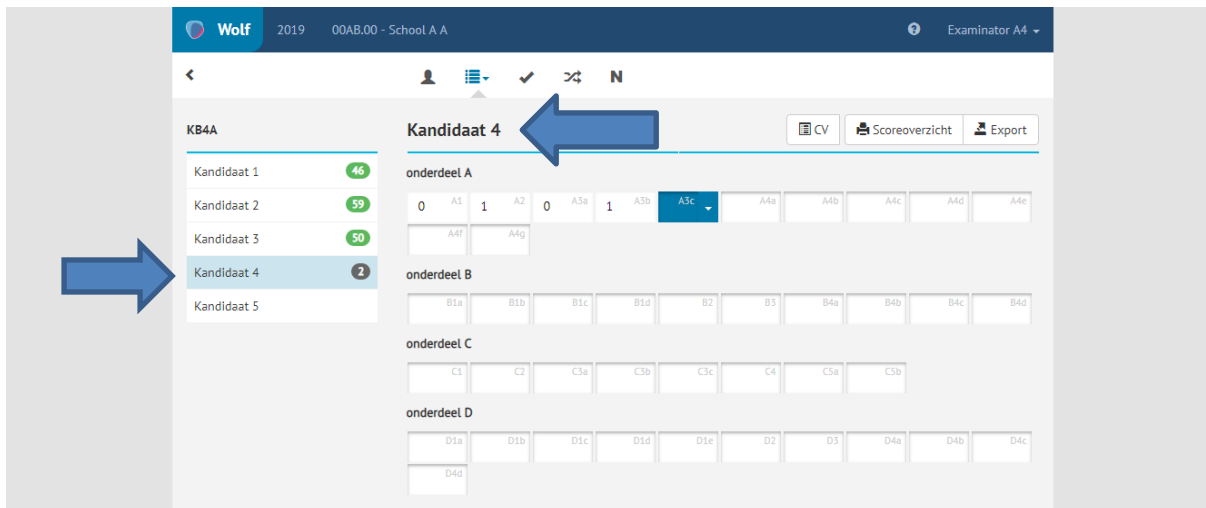 Wolf 2019 00AB.00 - School A A Examinator A4
N
KB4A
Kandidaat 1 46
Kandidaat 2 59
Kandidaat 3 50
Kandidaat 4 2
Kandidaat 5
Kandidaat 4 CV Scoreoverzicht Export
onderdeel A
0 A1 1 A2 0 A3a 1 A3b A3c A4a A4b A4c A4d A4e
A4f A4g
onderdeel B
B1a B1b B1c B1d B2 B3 B4a B4b B4c B4d
onderdeel C
C1 C2 C3a C3b C3c C4 C5a C5b
onderdeel D
D1a D1b D1c D1d D1e D2 D3 D4a D4b D4c
D4d